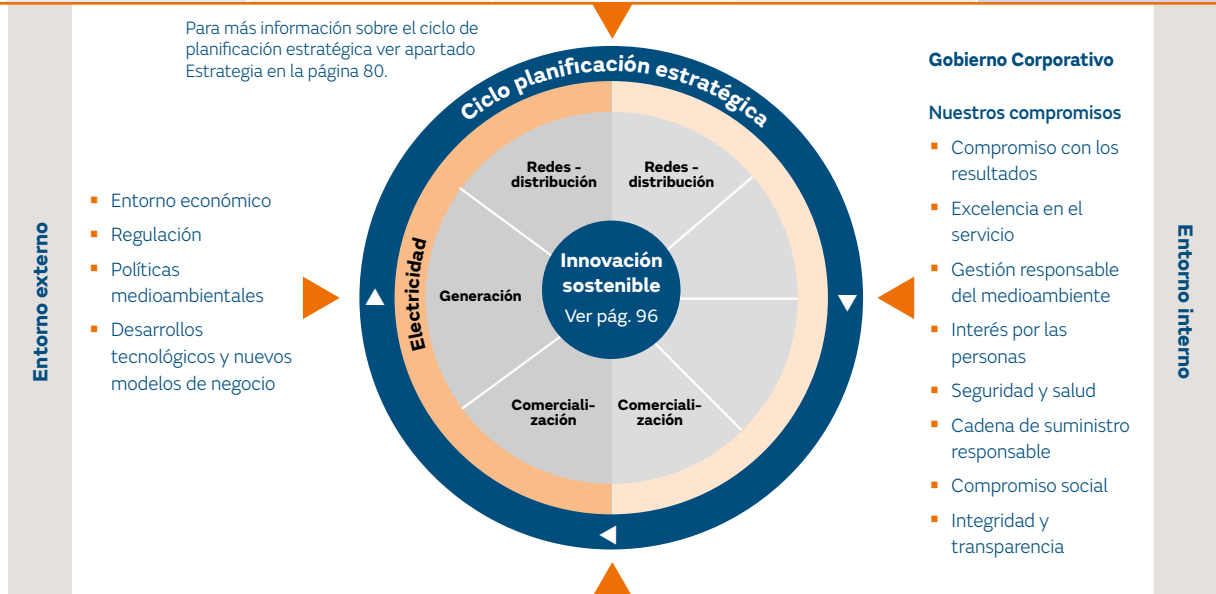 Para más información sobre el ciclo de
planificación estratégica ver apartado
Estrategia en la página 80.
Entorno externo
Entorno económico
Regulación
Políticas
medioambientales
Desarrollos
tecnológicos y nuevos
modelos de negocio
Ciclo planificación estratégica
Electricidad
Redes -
distribución
Redes -
distribución
Generación
Innovación
sostenible
Ver pág. 96
Comerciali-
zación
Comerciali-
zación
Gobierno Corporativo
Nuestros compromisos
Compromiso con los
resultados
Excelencia en el
servicio
Gestión responsable
del medioambiente
Interés por las
personas
Seguridad y salud
Cadena de suministro
responsable
Compromiso social
Integridad y
transparencia
Entorno interno